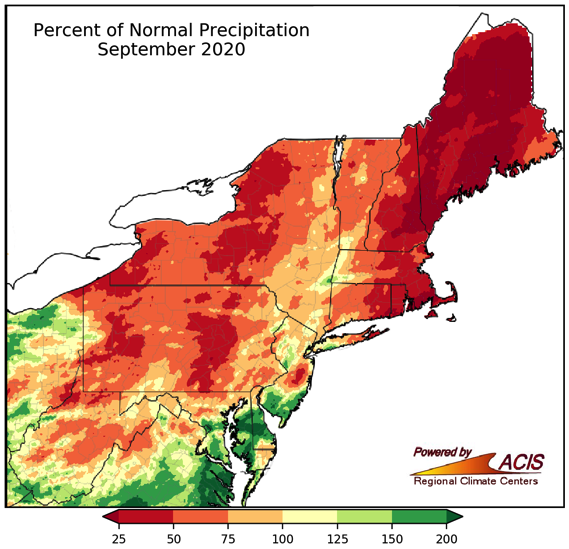 Percent of Normal Precipitation
September 2020
Powered by
ACIS
Regional Climate Centers
25 50 75 100 125 150 200